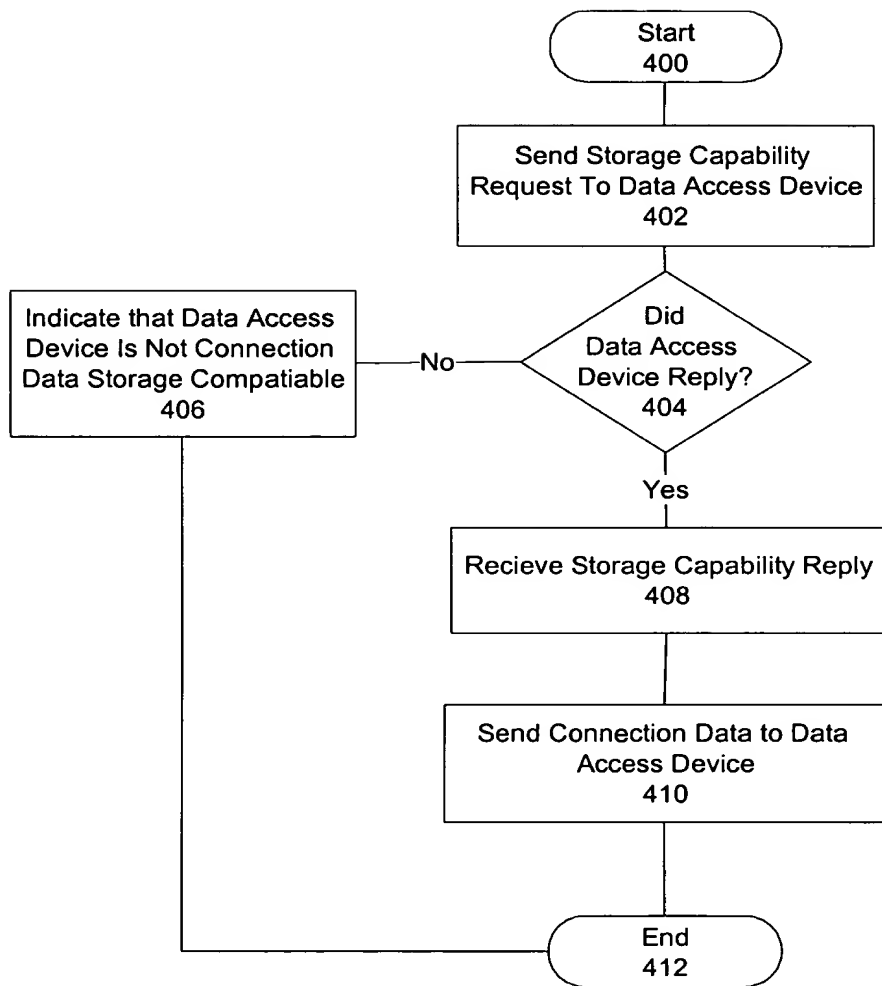 Start
400
Send Storage Capability
Request To Data Access Device
402
Did
Data Access
Device Reply?
404
No
Indicate that Data Access
Device Is Not Connection
Data Storage Compatiable
406
Yes
Recieve Storage Capability Reply
408
Send Connection Data to Data
Access Device
410
End
412